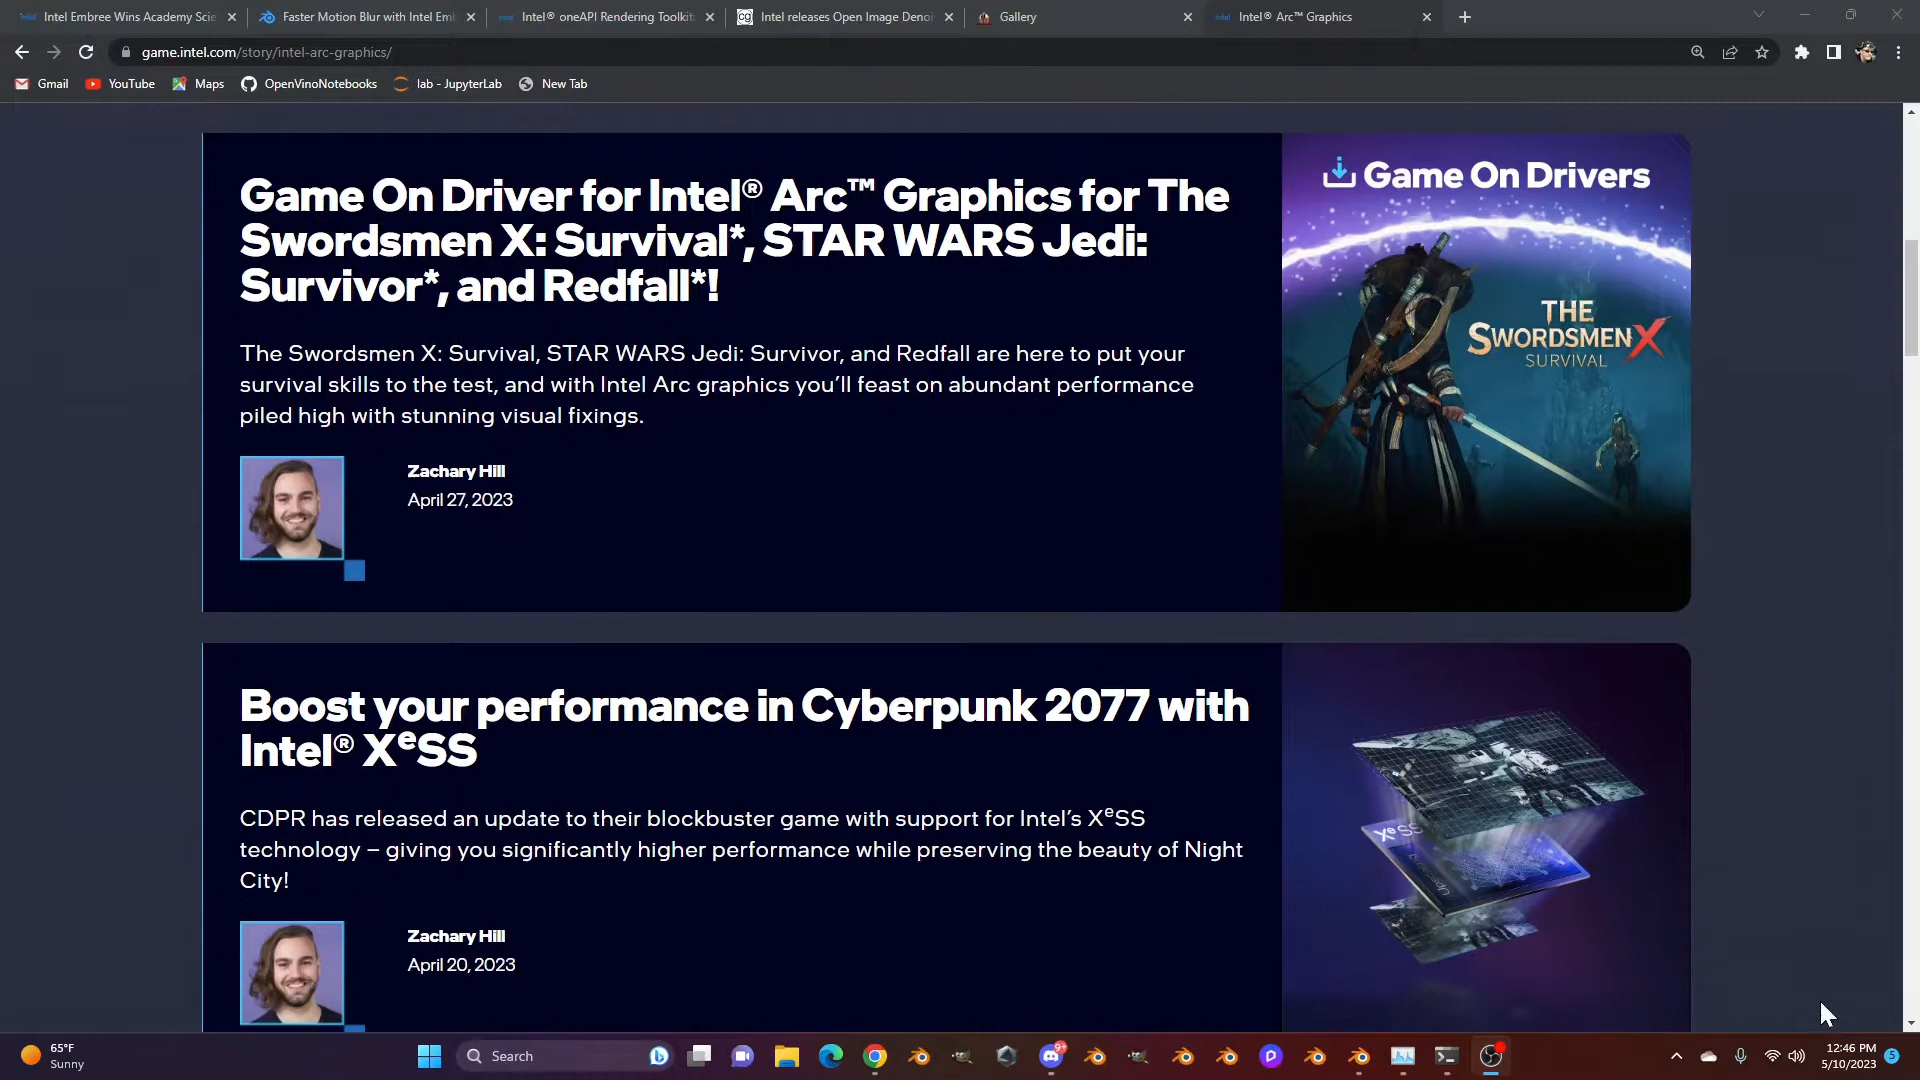 Intel Embree Wins Academy Scie
Faster Motion Blur with Intel Em
Intel® oneAPI Rendering Toolkit
Intel releases Open Image Denoi
Gallery
Intel® Arc™ Graphics
game.intel.com/story/intel-arc-graphics/
Gmail
YouTube
Maps
OpenVinoNotebooks
lab - JupyterLab
New Tab
Game On Driver for Intel® Arc™ Graphics for The
Swordsmen X: Survival*, STAR WARS Jedi:
Survivor*, and Redfall*!
The Swordsmen X: Survival, STAR WARS Jedi: Survivor, and Redfall are here to put your
survival skills to the test, and with Intel Arc graphics you’ll feast on abundant performance
piled high with stunning visual fixings.
Zachary Hill
April 27, 2023
Game On Drivers
THE
SWORDSMEN X
SURVIVAL
Boost your performance in Cyberpunk 2077 with
Intel® XeSS
CDPR has released an update to their blockbuster game with support for Intel’s XeSS
technology – giving you significantly higher performance while preserving the beauty of Night
City!
Zachary Hill
April 20, 2023
XeSS
65°F
Sunny
Search
9+
12:46 PM
5/10/2023
5